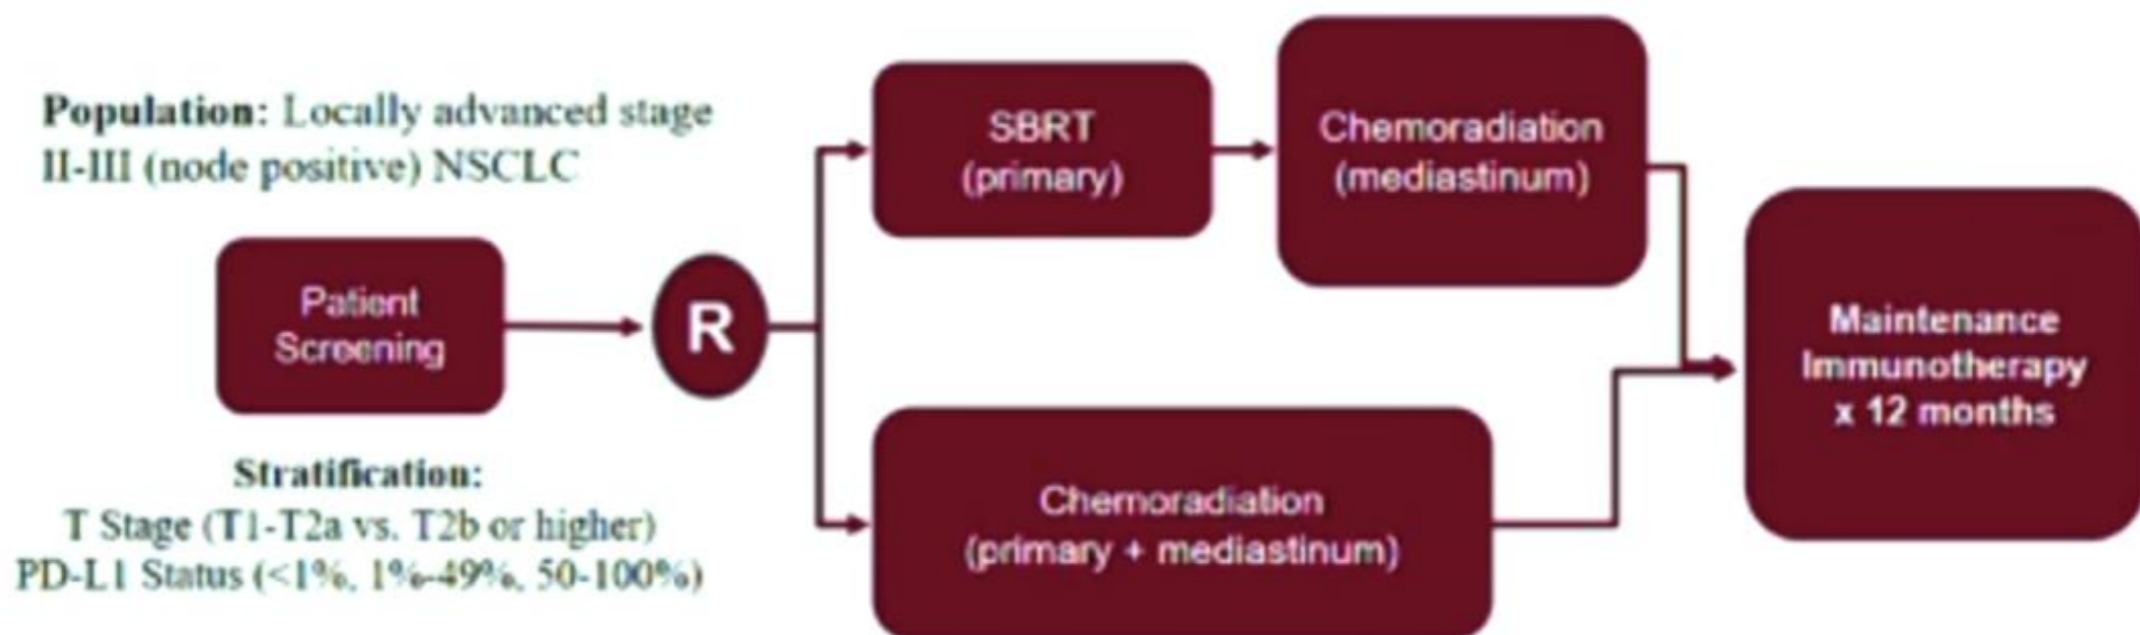 Population: Locally advanced stage
II-III (node positive) NSCLC
Patient
Screening
R
Stratification:
T Stage (T1-T2a vs. T2b or higher)
PD-L1 Status (<1%, 1%-49%, 50-100%)
SBRT
(primary)
Chemoradiation
(mediastinum)
Chemoradiation
(primary + mediastinum)
Maintenance
Immunotherapy
x 12 months